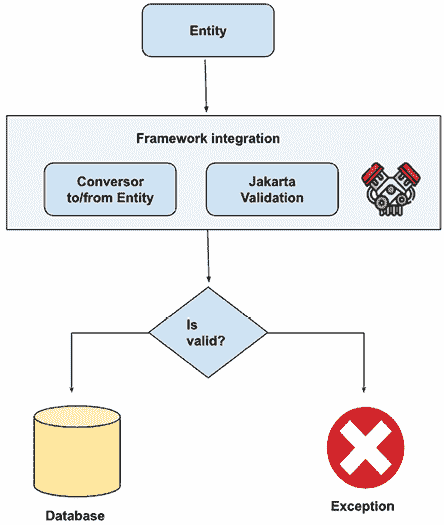 Entity
Framework integration
Conversor
to/from Entity
Jakarta
Validation
Is
valid?
Database
Exception